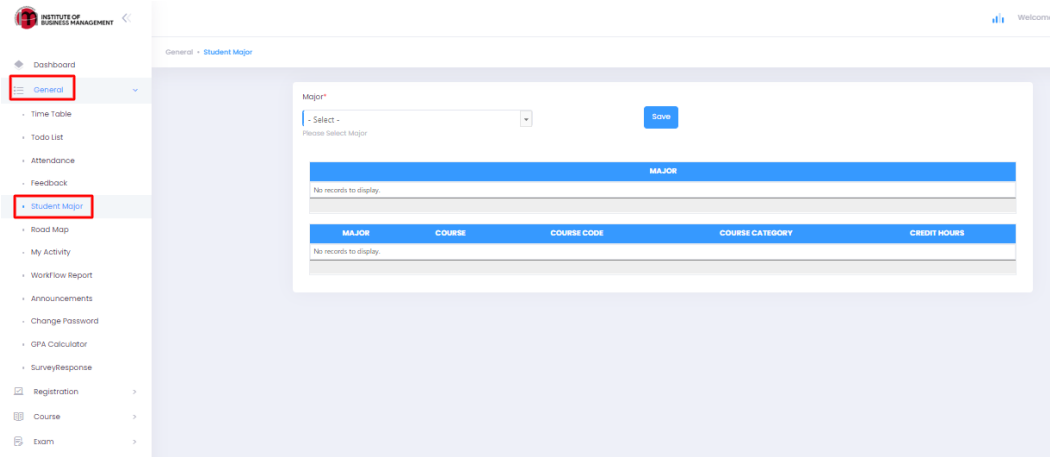 INSTITUTE OF
BUSINESS MANAGEMENT
Welcome
General • Student Major
Dashboard
General
Time Table
Todo List
Attendance
Feedback
Student Major
Road Map
My Activity
WorkFlow Report
Announcements
Change Password
GPA Calculator
SurveyResponse
Registration
Course
Exam
Major*
- Select -
Save
Please Select Major
MAJOR
No records to display.
MAJOR COURSE COURSE CODE COURSE CATEGORY CREDIT HOURS
No records to display.